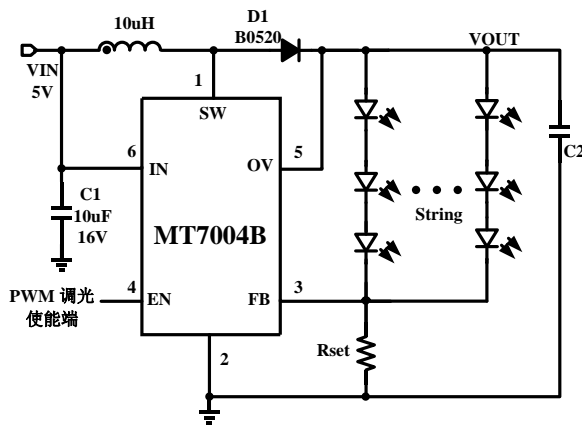 10uH
D1
B0520
VOUT
VIN
5V
1
SW
6
IN
OV
5
C2
C1
10uF
16V
MT7004B
String
PWM 调光
使能端
4
EN
FB
3
2
Rset